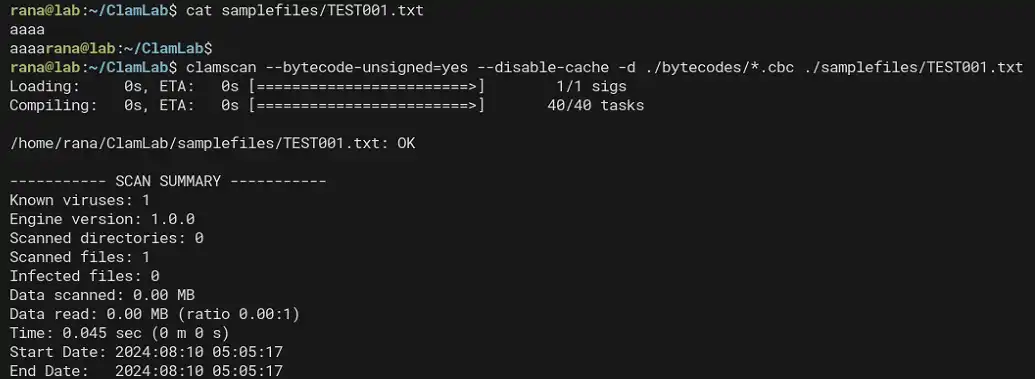 rana@lab:~/ClamLab$ cat samplefiles/TEST001.txt
aaaa
aaaarana@lab:~/ClamLab$
rana@lab:~/ClamLab$ clamscan --bytecode-unsigned=yes --disable-cache -d ./bytecodes/*.cbc ./samplefiles/TEST001.txt
Loading:     0s, ETA:   0s [========================>]        1/1 sigs
Compiling:   0s, ETA:   0s [========================>]       40/40 tasks
/home/rana/ClamLab/samplefiles/TEST001.txt: OK
----------- SCAN SUMMARY -----------
Known viruses: 1
Engine version: 1.0.0
Scanned directories: 0
Scanned files: 1
Infected files: 0
Data scanned: 0.00 MB
Data read: 0.00 MB (ratio 0.00:1)
Time: 0.045 sec (0 m 0 s)
Start Date: 2024:08:10 05:05:17
End Date:   2024:08:10 05:05:17